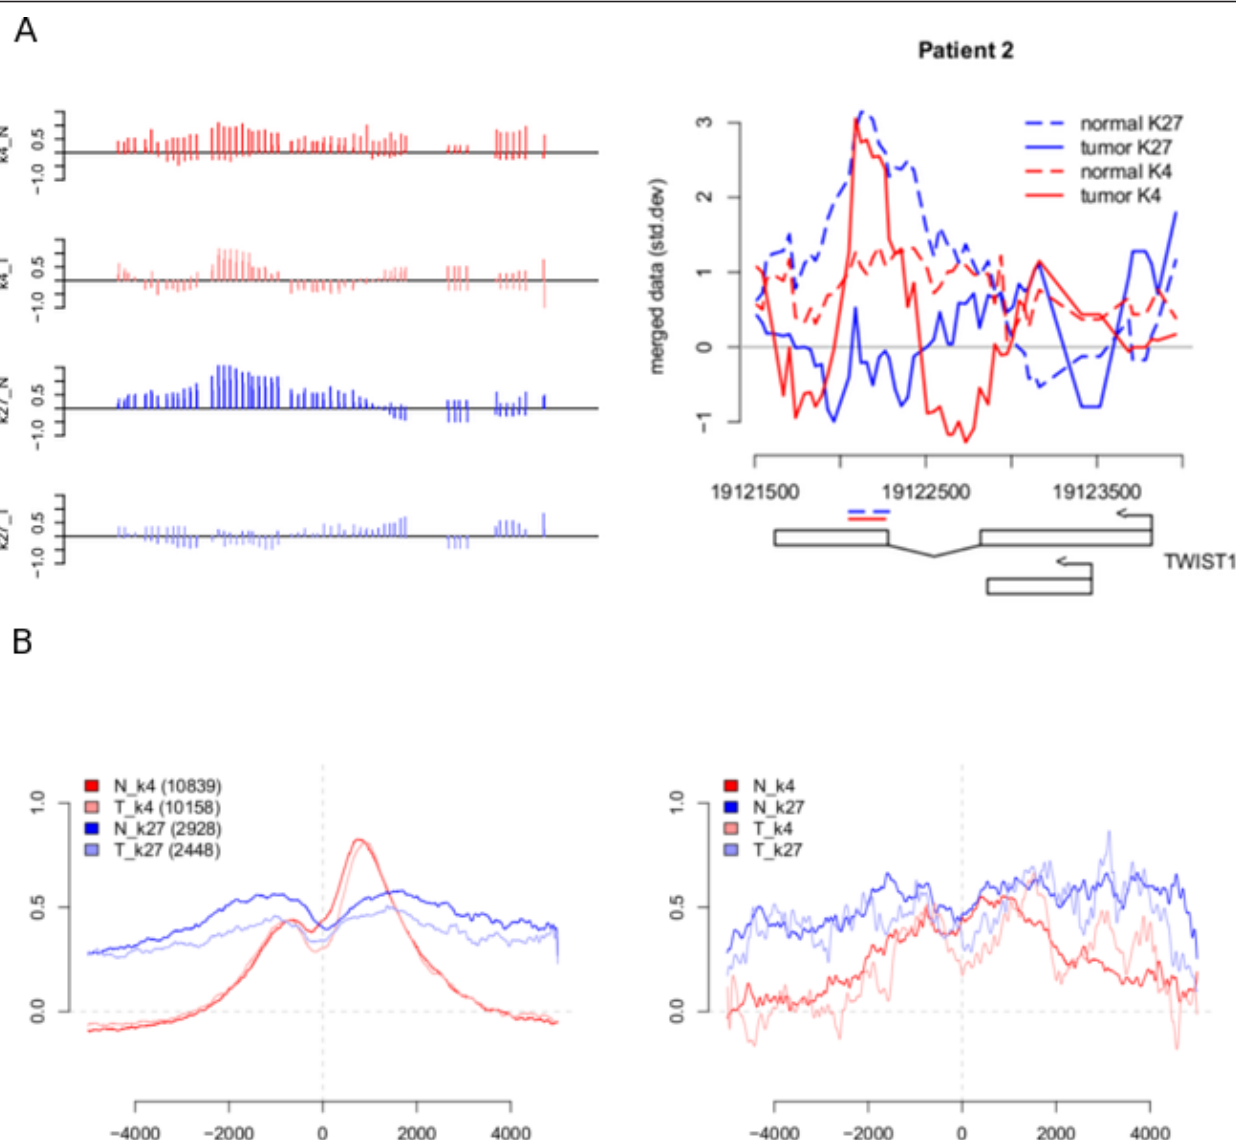 A
Patient 2
k4_N
0.5
−1.0
k4_T
0.5
−1.0
k27_N
0.5
−1.0
k27_T
0.5
−1.0
merged data (std.dev)
3
2
1
0
−1
normal K27
tumor K27
normal K4
tumor K4
19121500 19122500 19123500
TWIST1
B
N_k4 (10839)
T_k4 (10158)
N_k27 (2928)
T_k27 (2448)
1.0
0.5
0.0
−4000 −2000 0 2000 4000
N_k4
N_k27
T_k4
T_k27
1.0
0.5
0.0
−4000 −2000 0 2000 4000